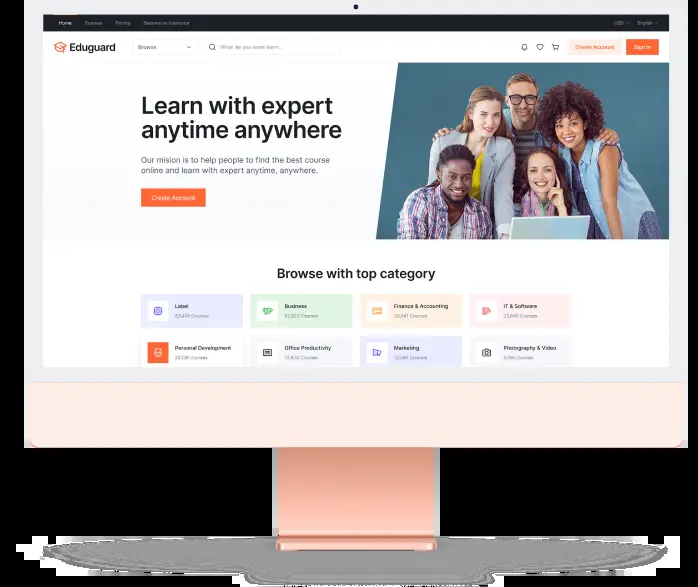 Home Courses Pricing Become an Instructor USD English
Eduguard Browse What do you want learn... Create Account Sign In
Learn with expert
anytime anywhere
Our mision is to help people to find the best course
online and learn with expert anytime, anywhere.
Create Account
Browse with top category
Label Business Finance & Accounting IT & Software
63,476 Courses 52,822 Courses Courses Courses
Personal Development Office Productivity Marketing Photography & Video
20,126 Courses 13,932 Courses 12,068 Courses 6,196 Courses